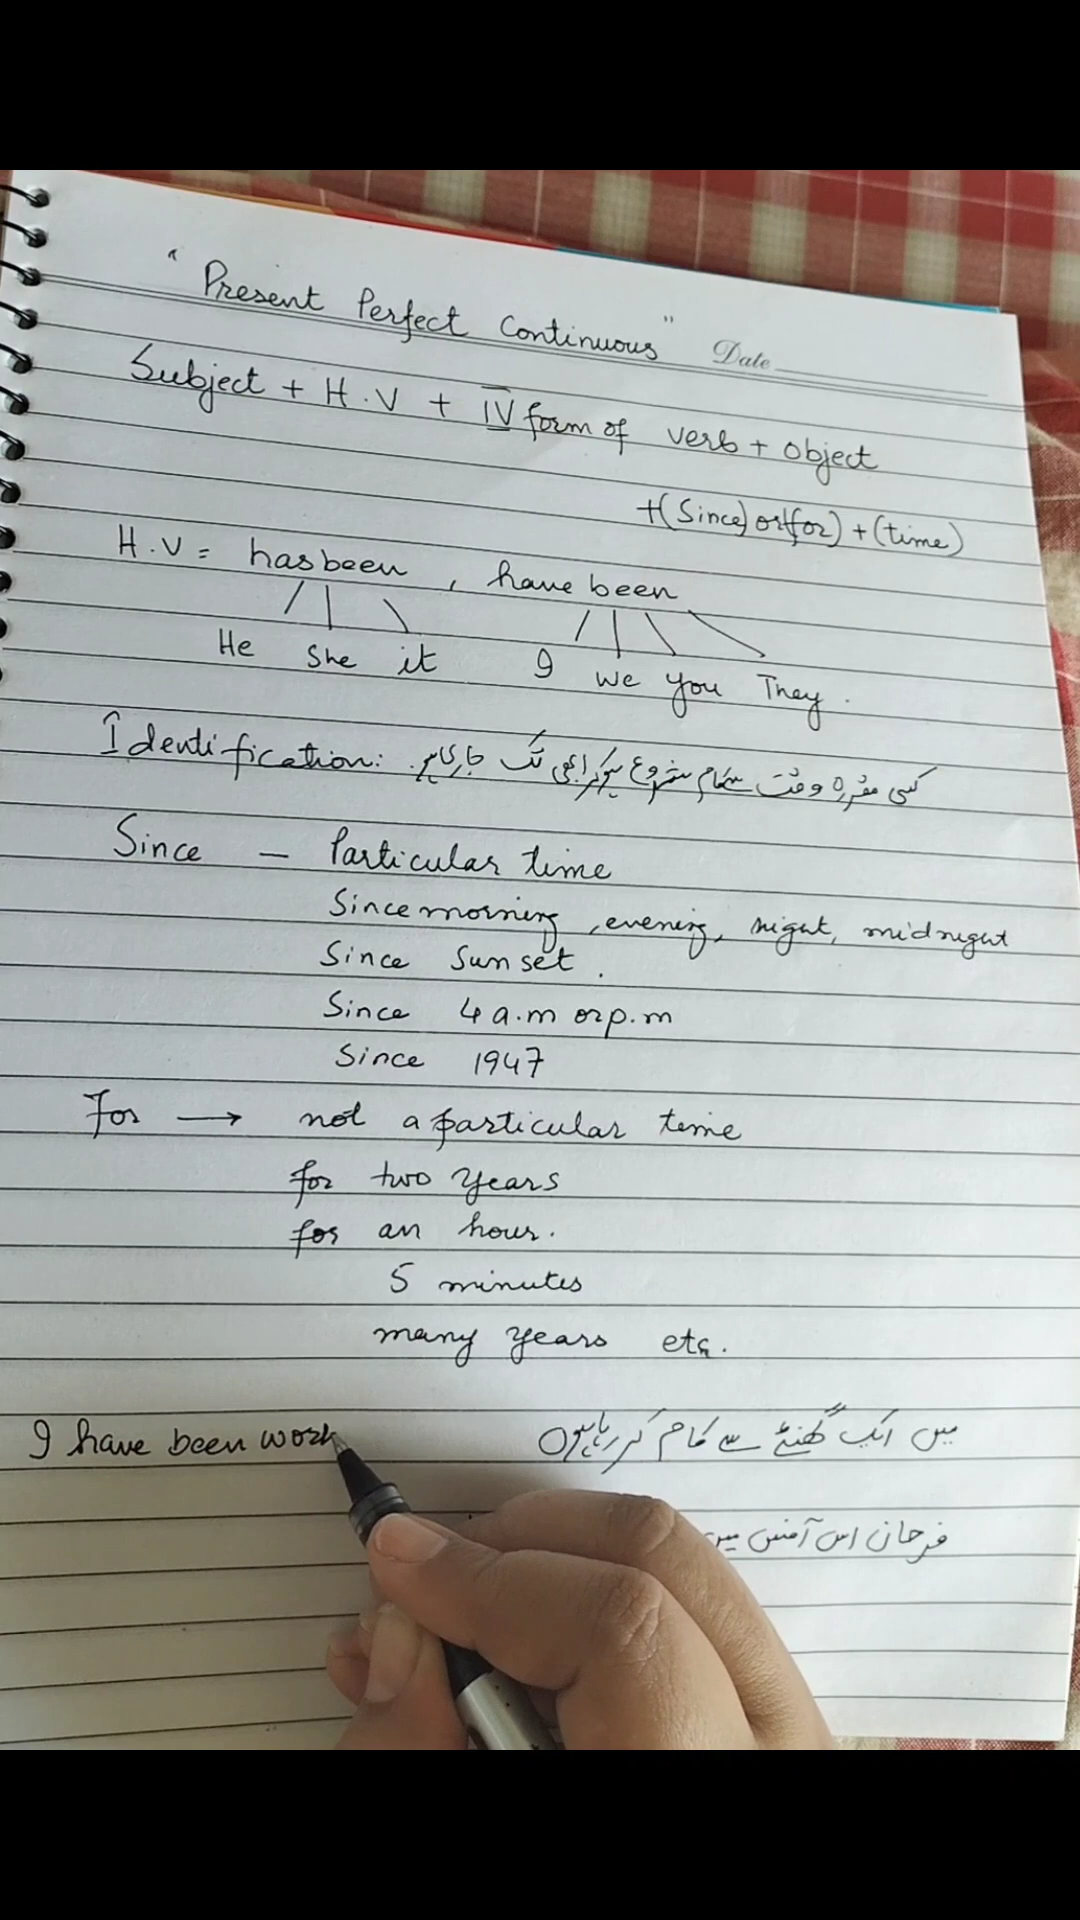 " Present Perfect Continuous " Date
Subject + H.V + IV form of verb + object
+(Since) or (for) + (time)
H.V = has been , have been
He She it I we you They.
Identification: کسی مقررہ وقت سے کام شروع ہوکر ابھی تک جاری ہے.
Since - Particular time
Since morning, evening, night, midnight
Since Sunset.
Since 4 a.m or p.m
Since 1947
For → not a particular time
for two years
for an hour.
5 minutes
many years etc.
I have been work میں ایک گھنٹے سے کام کر رہا ہوں
فرحان اس آفس میں